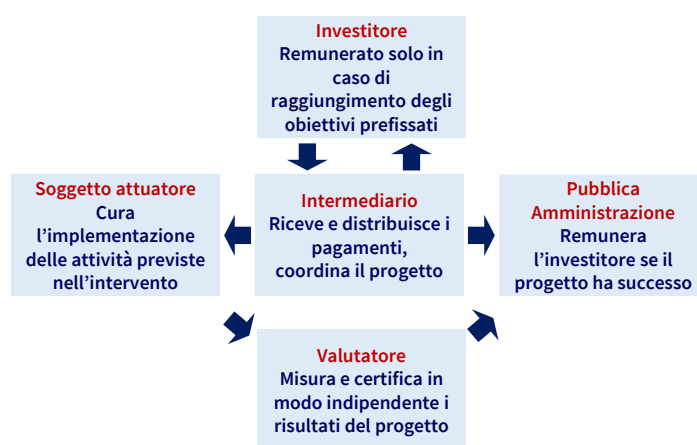 Investitore
Remunerato solo in
caso di
raggiungimento degli
obiettivi prefissati
Soggetto attuatore
Cura
l'implementazione
delle attività previste
nell'intervento
Intermediario
Riceve e distribuisce i
pagamenti,
coordina il progetto
Pubblica
Amministrazione
Remunera
l'investitore se il
progetto ha successo
Valutatore
Misura e certifica in
modo indipendente i
risultati del progetto